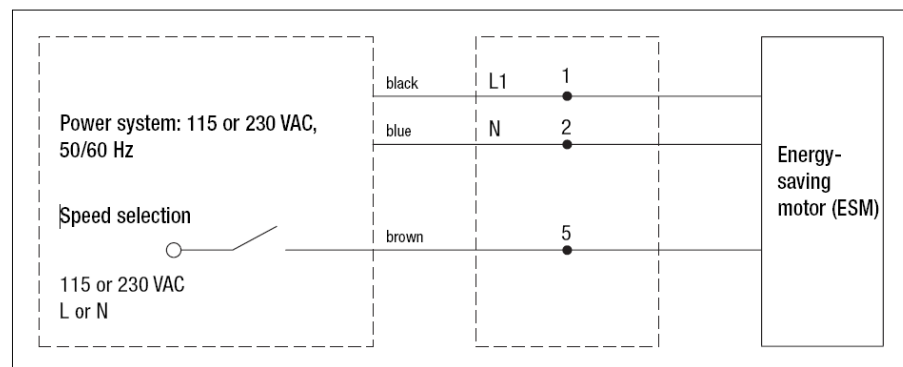 black L1 1
Power system: 115 or 230 VAC,
50/60 Hz
blue N 2
Energy-
saving
motor (ESM)
Speed selection
brown 5
115 or 230 VAC
L or N